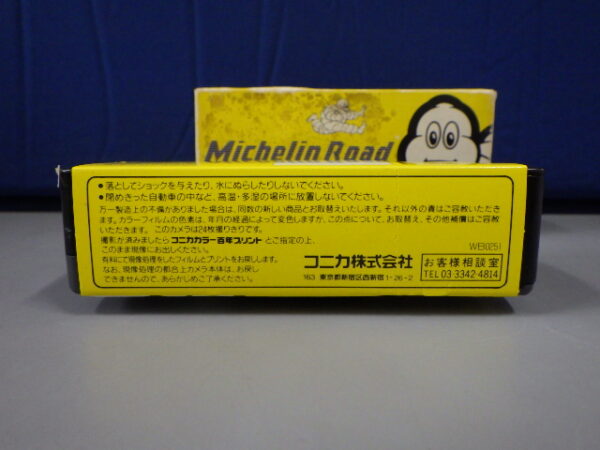 Michelin Road
●落としてショックを与えたり、水にぬらしたりしないでください。
●閉めきった自動車の中など、高温・多湿の場所に放置しないでください。
万一製造上の不備がありました場合は、同数の新しい商品とお取替えいたします。それ以外の責はご容赦いただき
ます。カラーフィルムの色素は、年月の経過によって変色しますが、この点について、お取替え、その他補償はご容赦
いただきます。このカメラは24枚撮りきりです。
撮影が済みましたら コニカカラー百年プリント とご指定の上、
このまま現像にお出しください。
有料にて現像処理をしたフィルムとプリントをお戻しします。
なお、現像処理の都合上カメラ本体は、お戻し
できませんので、あらかじめご了承ください。
WE025I
コニカ株式会社
163 東京都新宿区西新宿1-26-2
お客様相談室
TEL 03-3342-4814